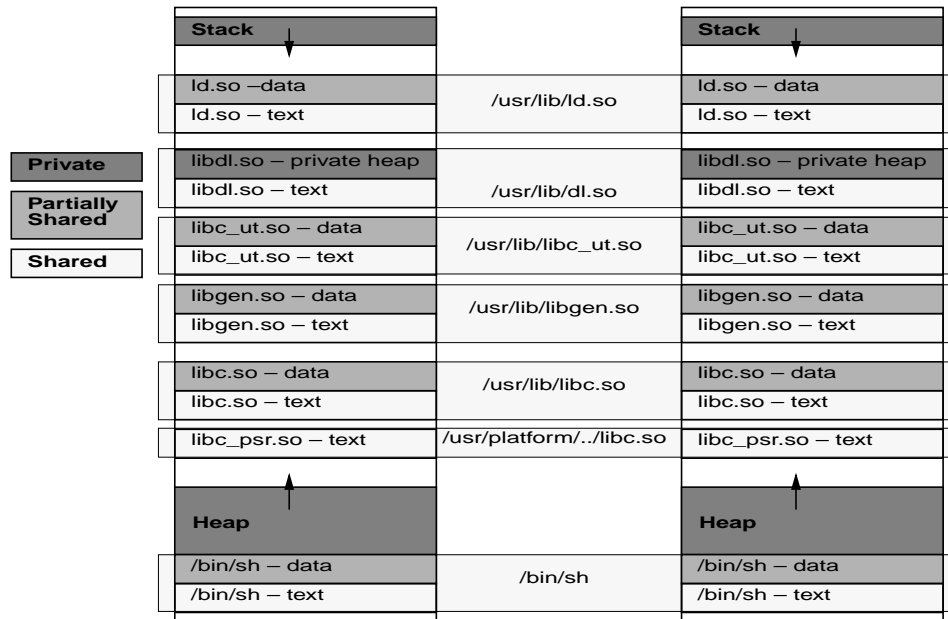 Stack
Stack
ld.so –data
/usr/lib/ld.so
ld.so – data
ld.so – text
ld.so – text
Private
libdl.so – private heap
libdl.so – private heap
libdl.so – text
/usr/lib/dl.so
libdl.so – text
Partially
Shared
libc_ut.so – data
/usr/lib/libc_ut.so
libc_ut.so – data
libc_ut.so – text
libc_ut.so – text
Shared
libgen.so – data
/usr/lib/libgen.so
libgen.so – data
libgen.so – text
libgen.so – text
libc.so – data
/usr/lib/libc.so
libc.so – data
libc.so – text
libc.so – text
libc_psr.so – text
/usr/platform/../libc.so
libc_psr.so – text
Heap
Heap
/bin/sh – data
/bin/sh
/bin/sh – data
/bin/sh – text
/bin/sh – text